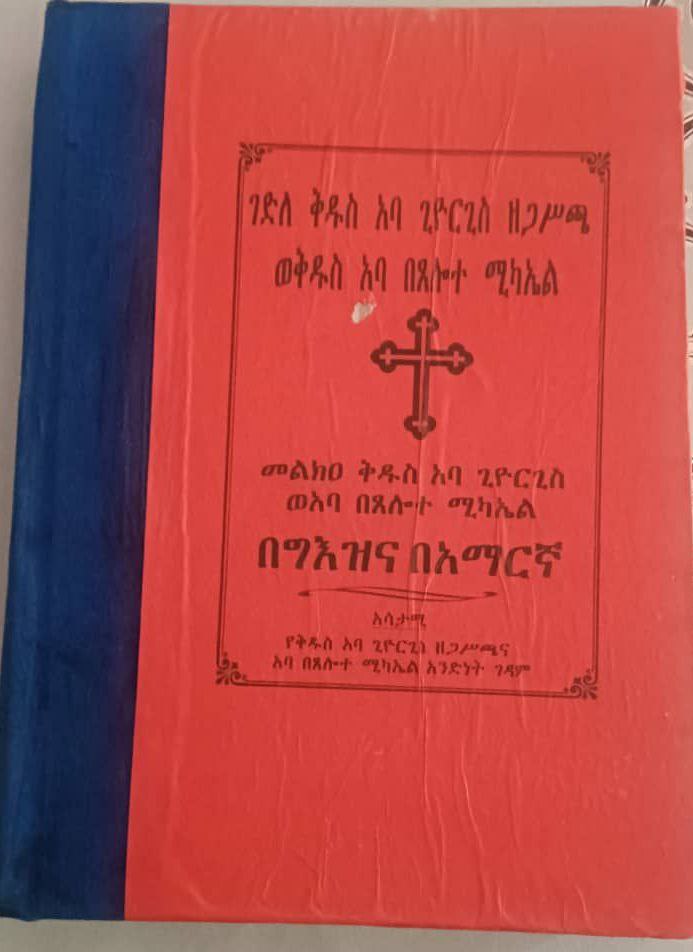 ገድለ ቅዱስ አባ ጊዮርጊስ ዘጋሥጫ
ወቅዱስ አባ በጸሎተ ሚካኤል
መልክዐ ቅዱስ አባ ጊዮርጊስ
ወአባ በጸሎተ ሚካኤል
በግእዝና በአማርኛ
አሳታሚ
የቅዱስ አባ ጊዮርጊስ ዘጋሥጫና
አባ በጸሎተ ሚካኤል አንድነት ገዳም